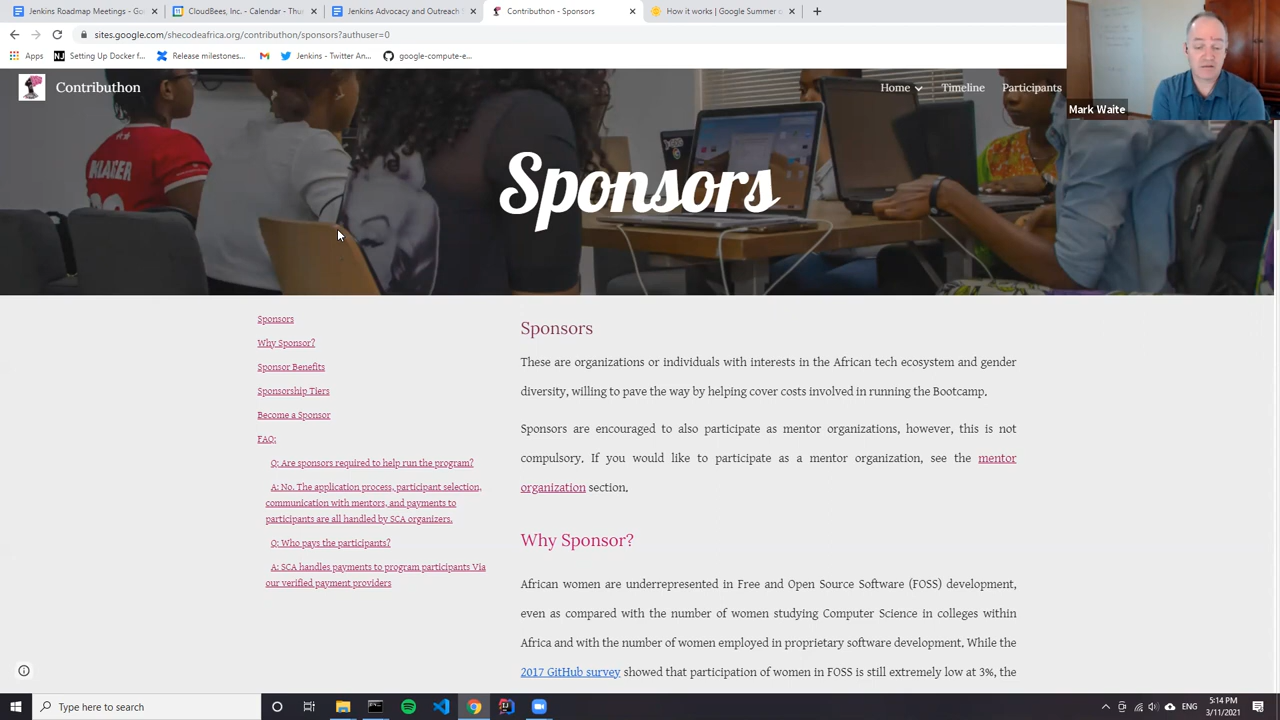 Jenkins Roadmap Meetings - Go
CloudBees, Inc. - Calendar - Thu
Jenkins Advocacy and Outreach
Contributhon - Sponsors
How it works | Google Summer o
sites.google.com/shecodeafrica.org/contributhon/sponsors?authuser=0
Apps
Setting Up Docker f...
Release milestones...
Jenkins - Twitter An...
google-compute-e...
Contributhon
Home
Timeline
Participants
Mark Waite
KLAGER
Sponsors
Sponsors
Why Sponsor?
Sponsor Benefits
Sponsorship Tiers
Become a Sponsor
FAQ:
Q: Are sponsors required to help run the program?
A: No. The application process, participant selection,
communication with mentors, and payments to
participants are all handled by SCA organizers.
Q: Who pays the participants?
A: SCA handles payments to program participants Via
our verified payment providers
Sponsors
These are organizations or individuals with interests in the African tech ecosystem and gender
diversity, willing to pave the way by helping cover costs involved in running the Bootcamp.
Sponsors are encouraged to also participate as mentor organizations, however, this is not
compulsory. If you would like to participate as a mentor organization, see the mentor
organization section.
Why Sponsor?
African women are underrepresented in Free and Open Source Software (FOSS) development,
even as compared with the number of women studying Computer Science in colleges within
Africa and with the number of women employed in proprietary software development. While the
2017 GitHub survey showed that participation of women in FOSS is still extremely low at 3%, the
Type here to search
ENG
5:14 PM
3/11/2021